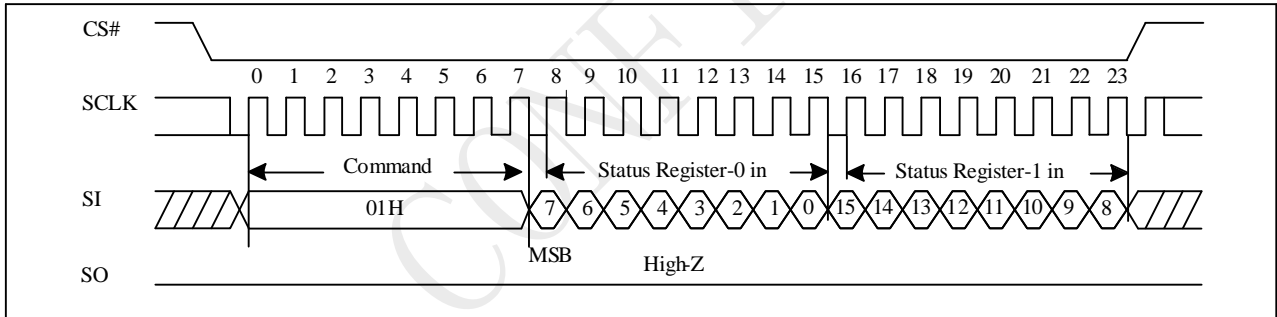 CS#
0 1 2 3 4 5 6 7 8 9 10 11 12 13 14 15 16 17 18 19 20 21 22 23
SCLK
Command Status Register-0 in Status Register-1 in
SI 01H 7 6 5 4 3 2 1 0 15 14 13 12 11 10 9 8
MSB High-Z
SO